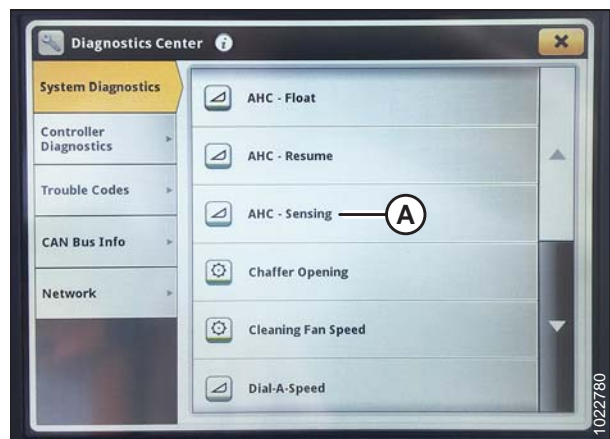 Diagnostics Center
System Diagnostics
Controller
Diagnostics
Trouble Codes
CAN Bus Info
Network
AHC - Float
AHC - Resume
AHC - Sensing
A
Chaffer Opening
Cleaning Fan Speed
Dial-A-Speed
1022780